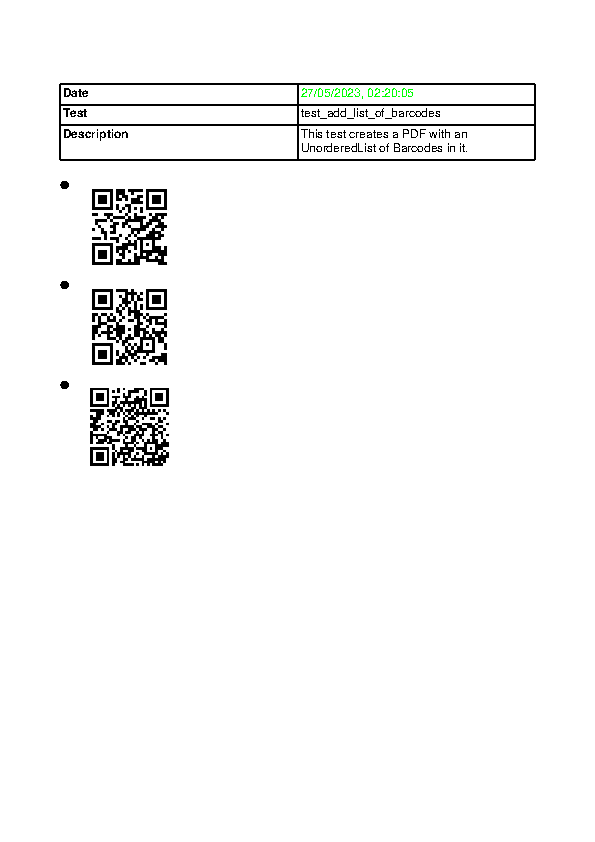 Date 27/05/2023, 02:20:05
Test test_add_list_of_barcodes
Description This test creates a PDF with an
UnorderedList of Barcodes in it.